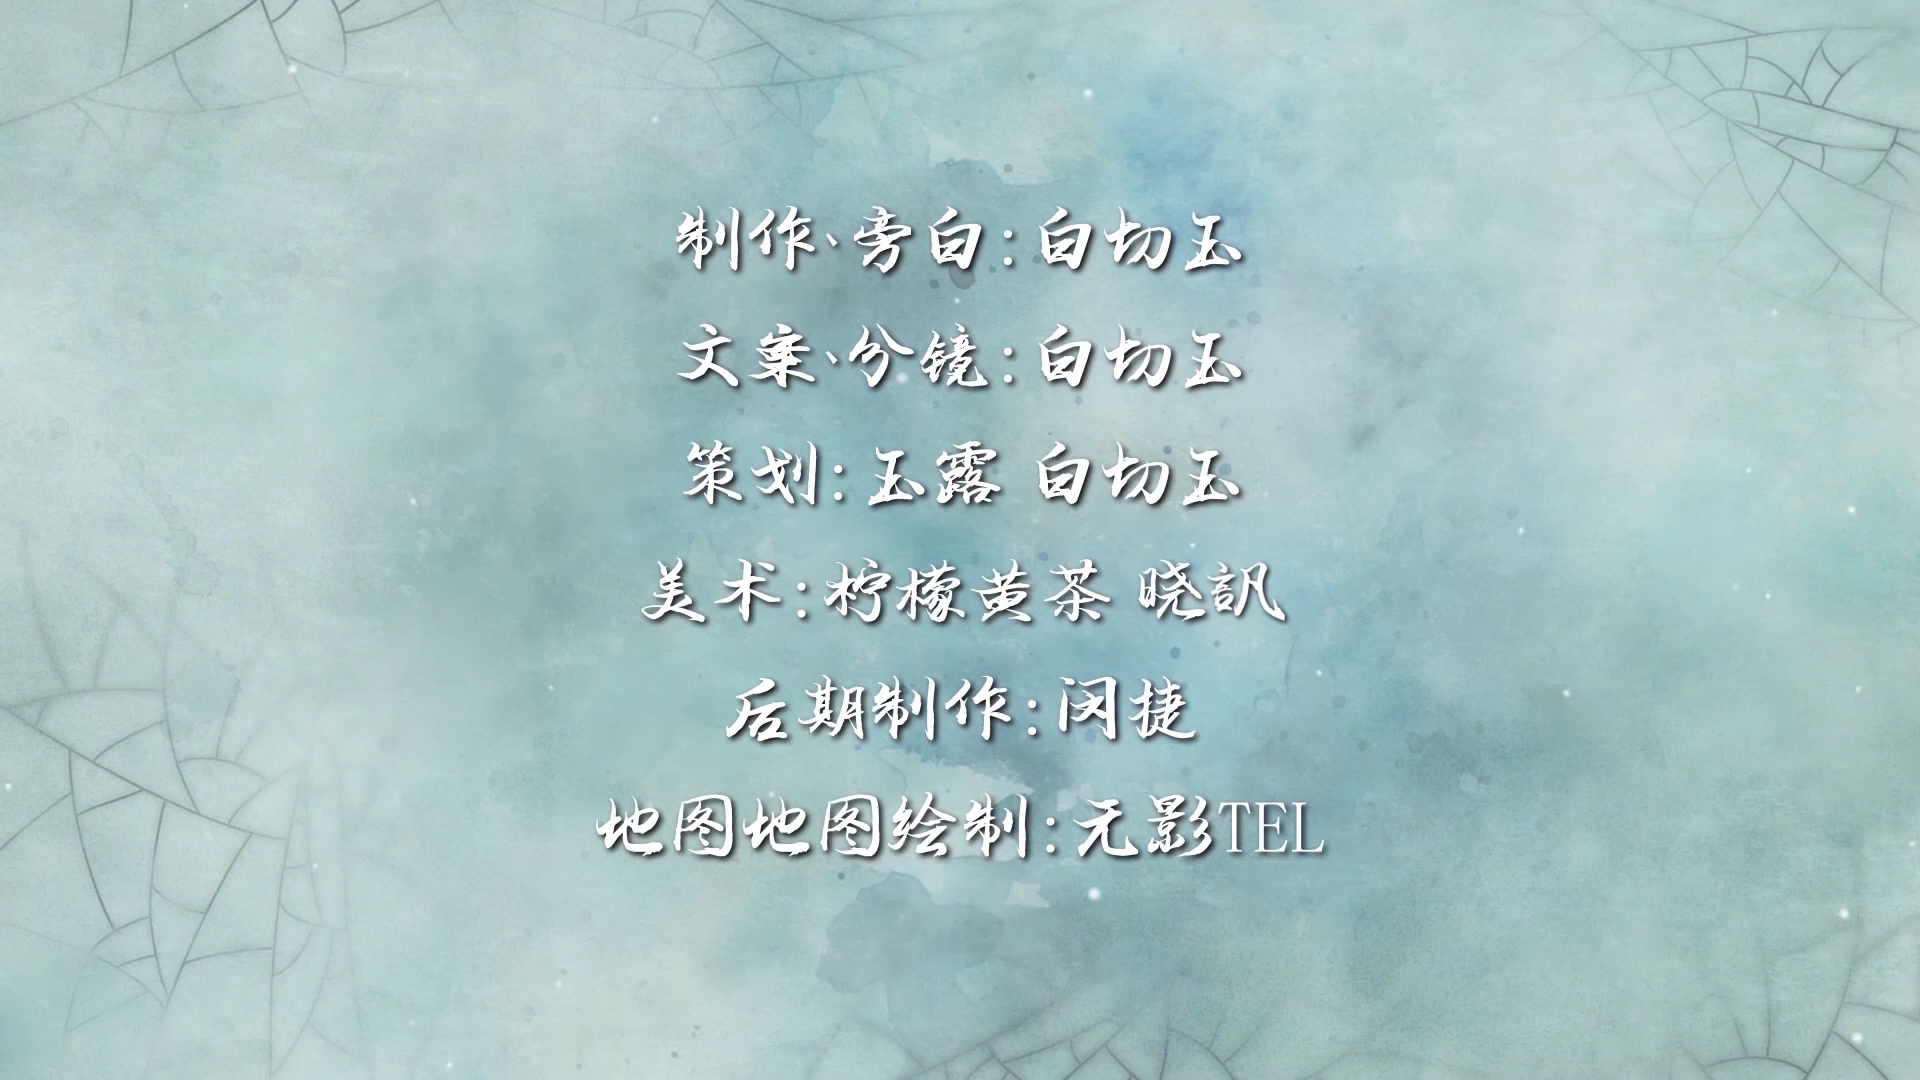 制作、旁白：白切玉
文案、分镜：白切玉
策划：玉露 白切玉
美术：柠檬黄茶 晓訉
后期制作：闵捷
地图地图绘制：无影TEL